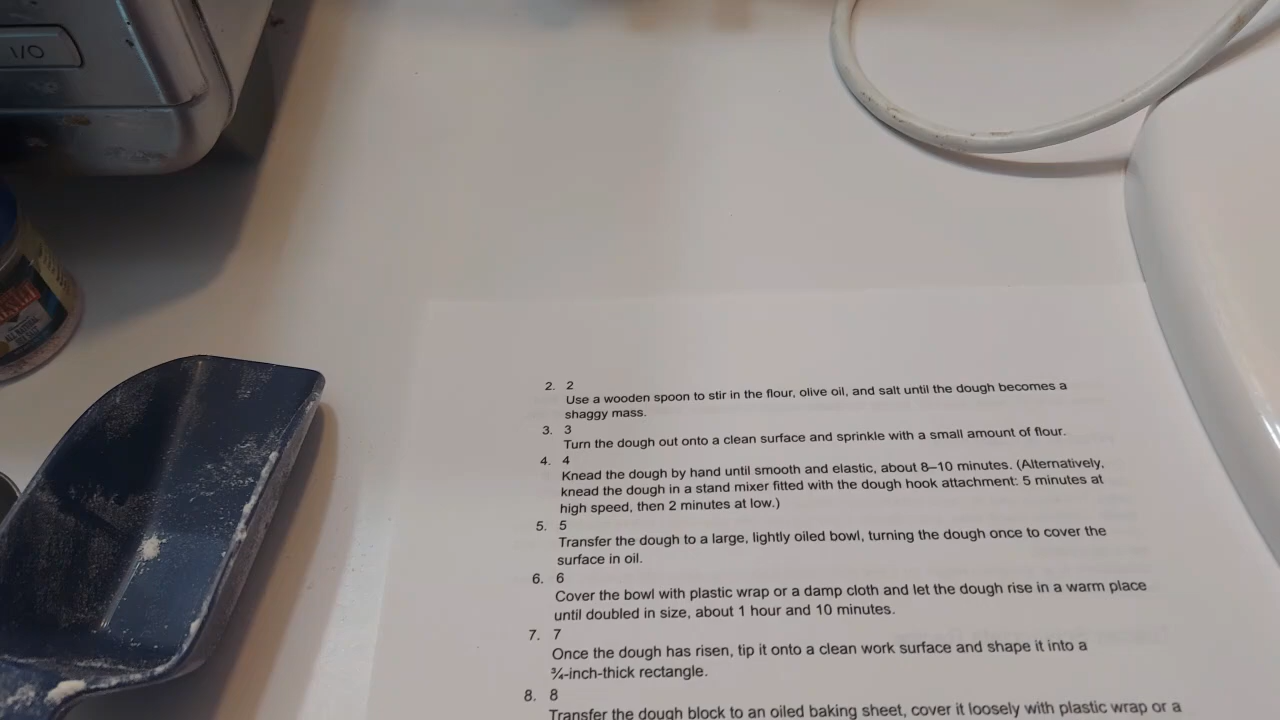 I/O
ALL NATURAL
2. 2
Use a wooden spoon to stir in the flour, olive oil, and salt until the dough becomes a
shaggy mass.
3. 3
Turn the dough out onto a clean surface and sprinkle with a small amount of flour.
4. 4
Knead the dough by hand until smooth and elastic, about 8–10 minutes. (Alternatively,
knead the dough in a stand mixer fitted with the dough hook attachment: 5 minutes at
high speed, then 2 minutes at low.)
5. 5
Transfer the dough to a large, lightly oiled bowl, turning the dough once to cover the
surface in oil.
6. 6
Cover the bowl with plastic wrap or a damp cloth and let the dough rise in a warm place
until doubled in size, about 1 hour and 10 minutes.
7. 7
Once the dough has risen, tip it onto a clean work surface and shape it into a
¾-inch-thick rectangle.
8. 8
Transfer the dough block to an oiled baking sheet, cover it loosely with plastic wrap or a